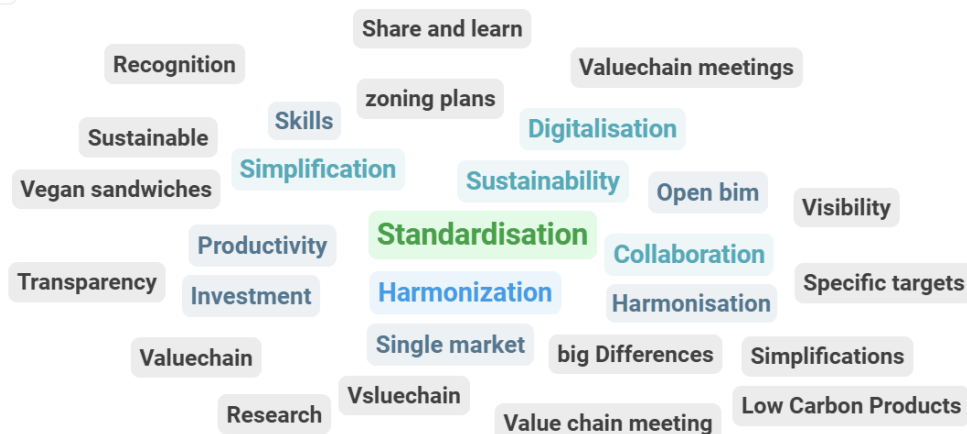 Share and learn
Recognition
Valuechain meetings
zoning plans
Skills
Digitalisation
Sustainable
Simplification
Sustainability
Vegan sandwiches
Open bim
Visibility
Standardisation
Productivity
Collaboration
Transparency
Specific targets
Investment
Harmonization
Harmonisation
Single market
big Differences
Simplifications
Valuechain
Vsluechain
Low Carbon Products
Research
Value chain meeting